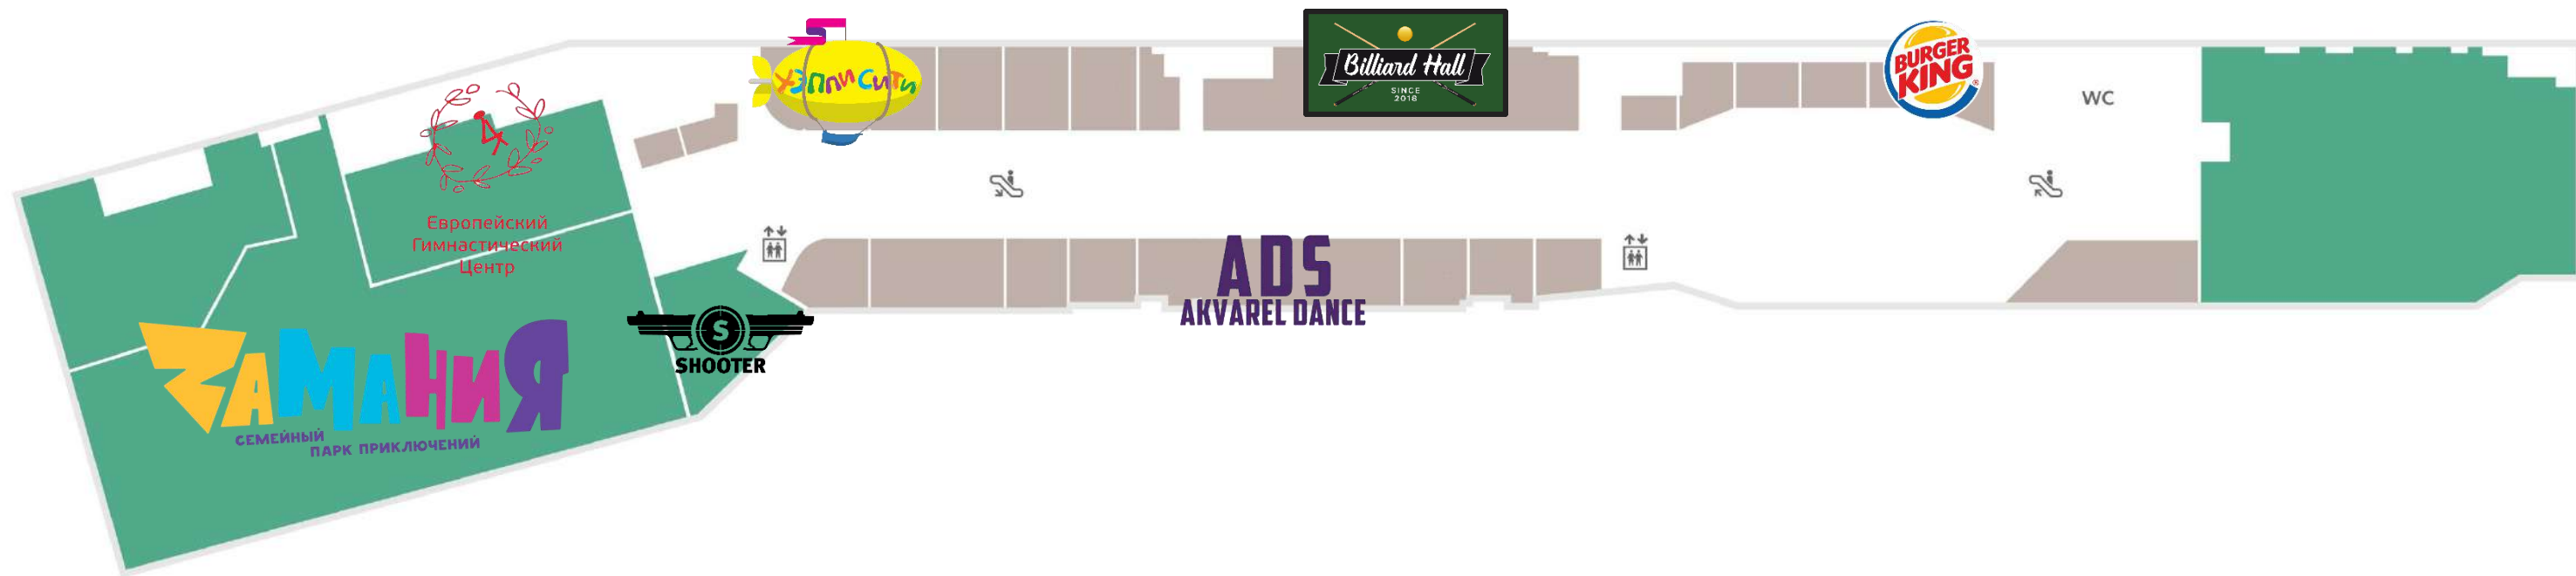 ХЭППИ СИТИ
Billiard Hall
SINCE
2018
BURGER
KING
®
WC
Европейский
Гимнастический
Центр
ЗАМАНИЯ
СЕМЕЙНЫЙ
ПАРК ПРИКЛЮЧЕНИЙ
S
SHOOTER
ADS
AKVAREL DANCE